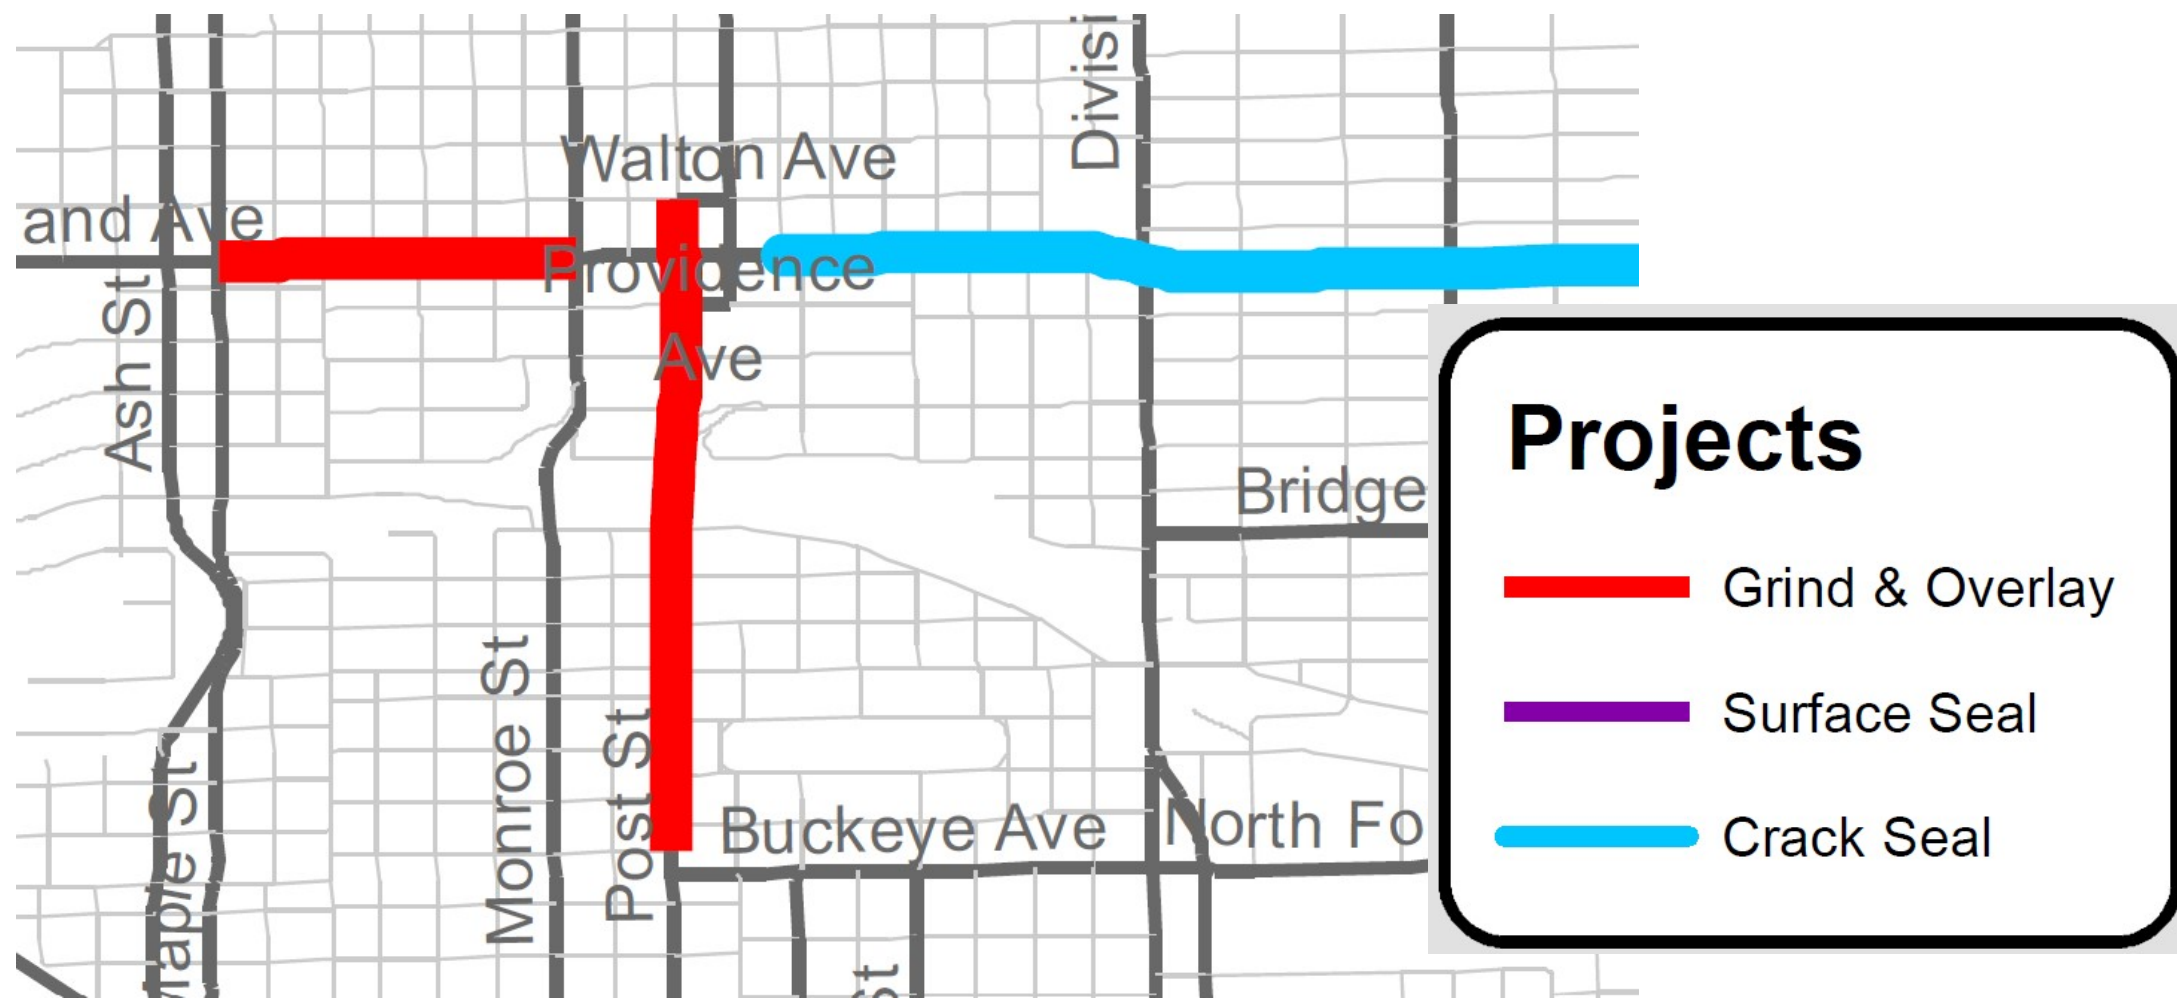 Divisi
Walton Ave
and Ave
Providence
Ave
Ash St
Bridge
Monroe St
Post St
Buckeye Ave
North Fo
Maple St
St
Projects
Grind & Overlay
Surface Seal
Crack Seal